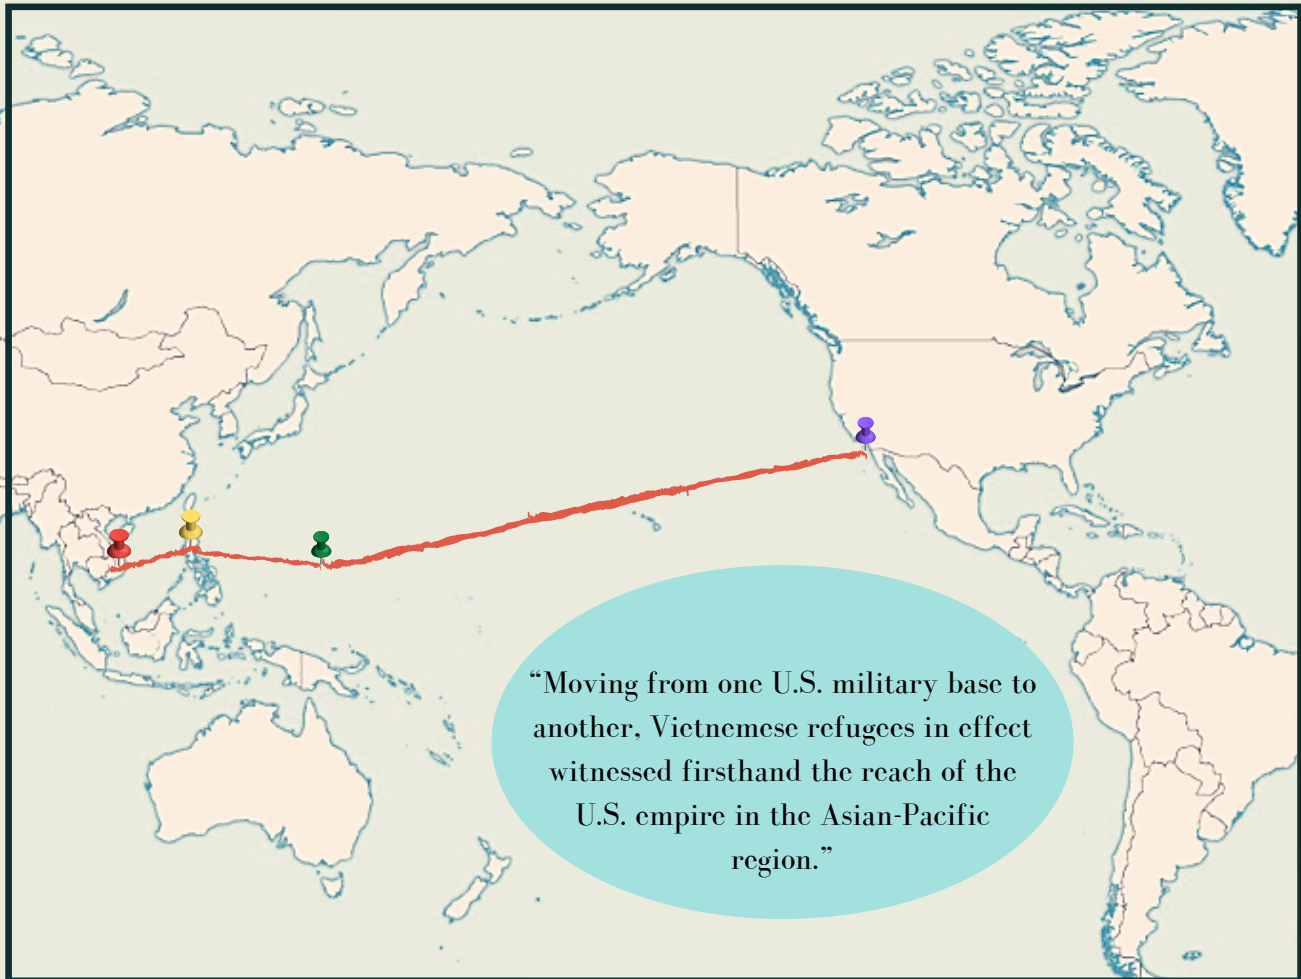 “Moving from one U.S. military base to
another, Vietnemese refugees in effect
witnessed firsthand the reach of the
U.S. empire in the Asian-Pacific
region.”